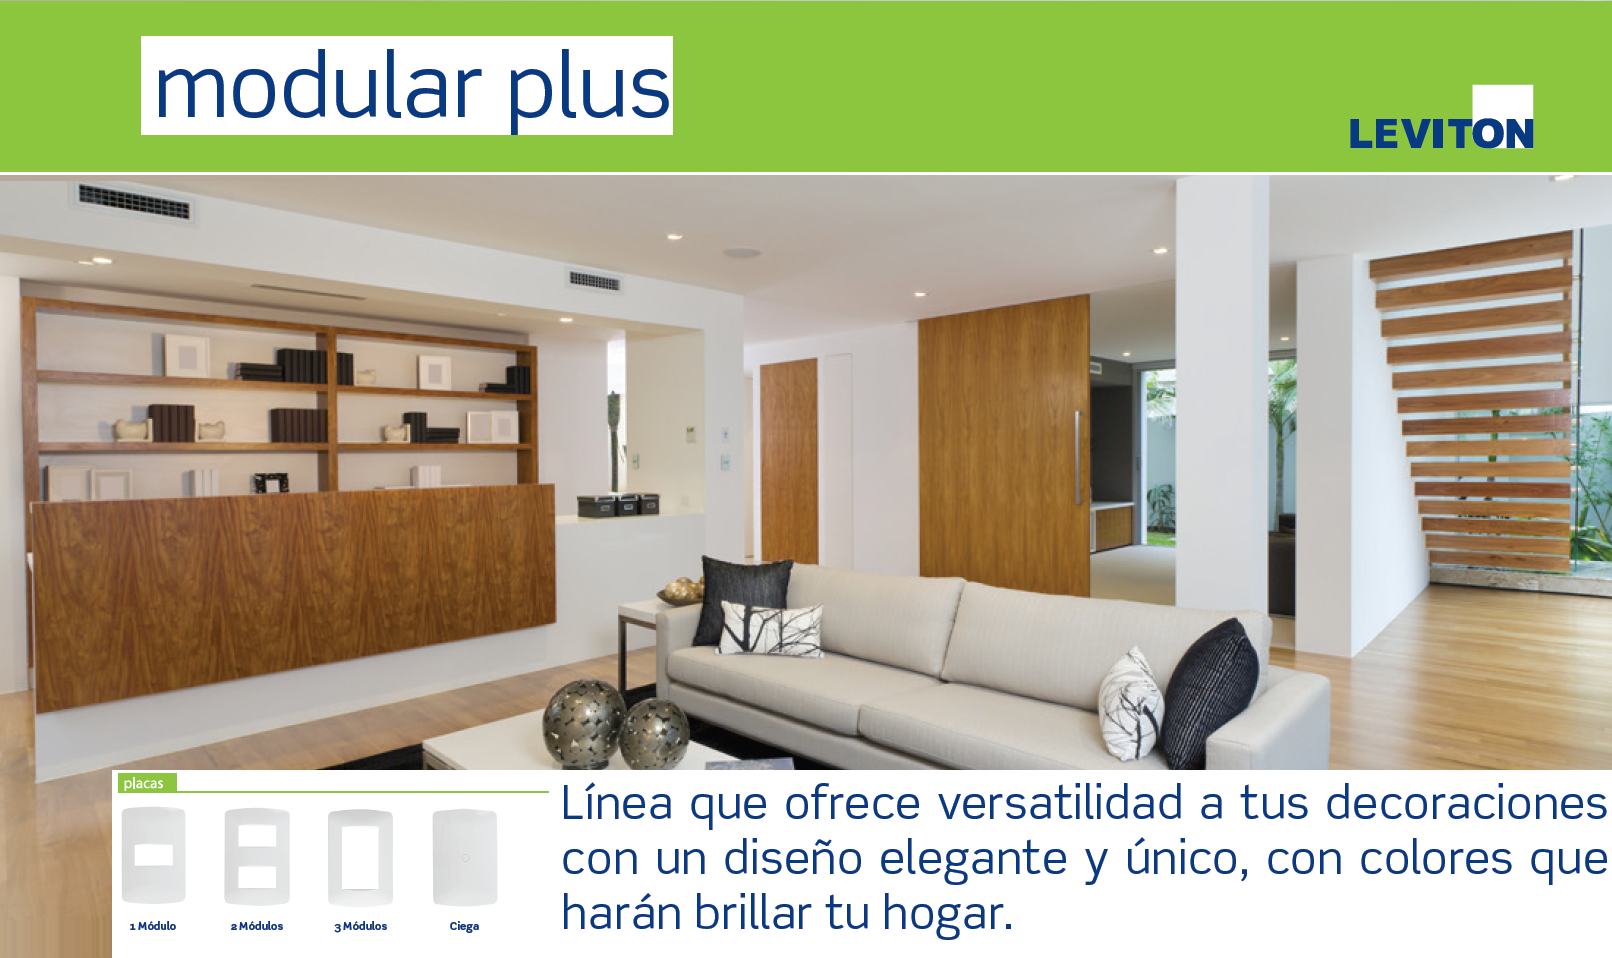 modular plus
LEVITON
placas
1 Módulo
2 Módulos
3 Módulos
Ciega
Línea que ofrece versatilidad a tus decoraciones
con un diseño elegante y único, con colores que
harán brillar tu hogar.